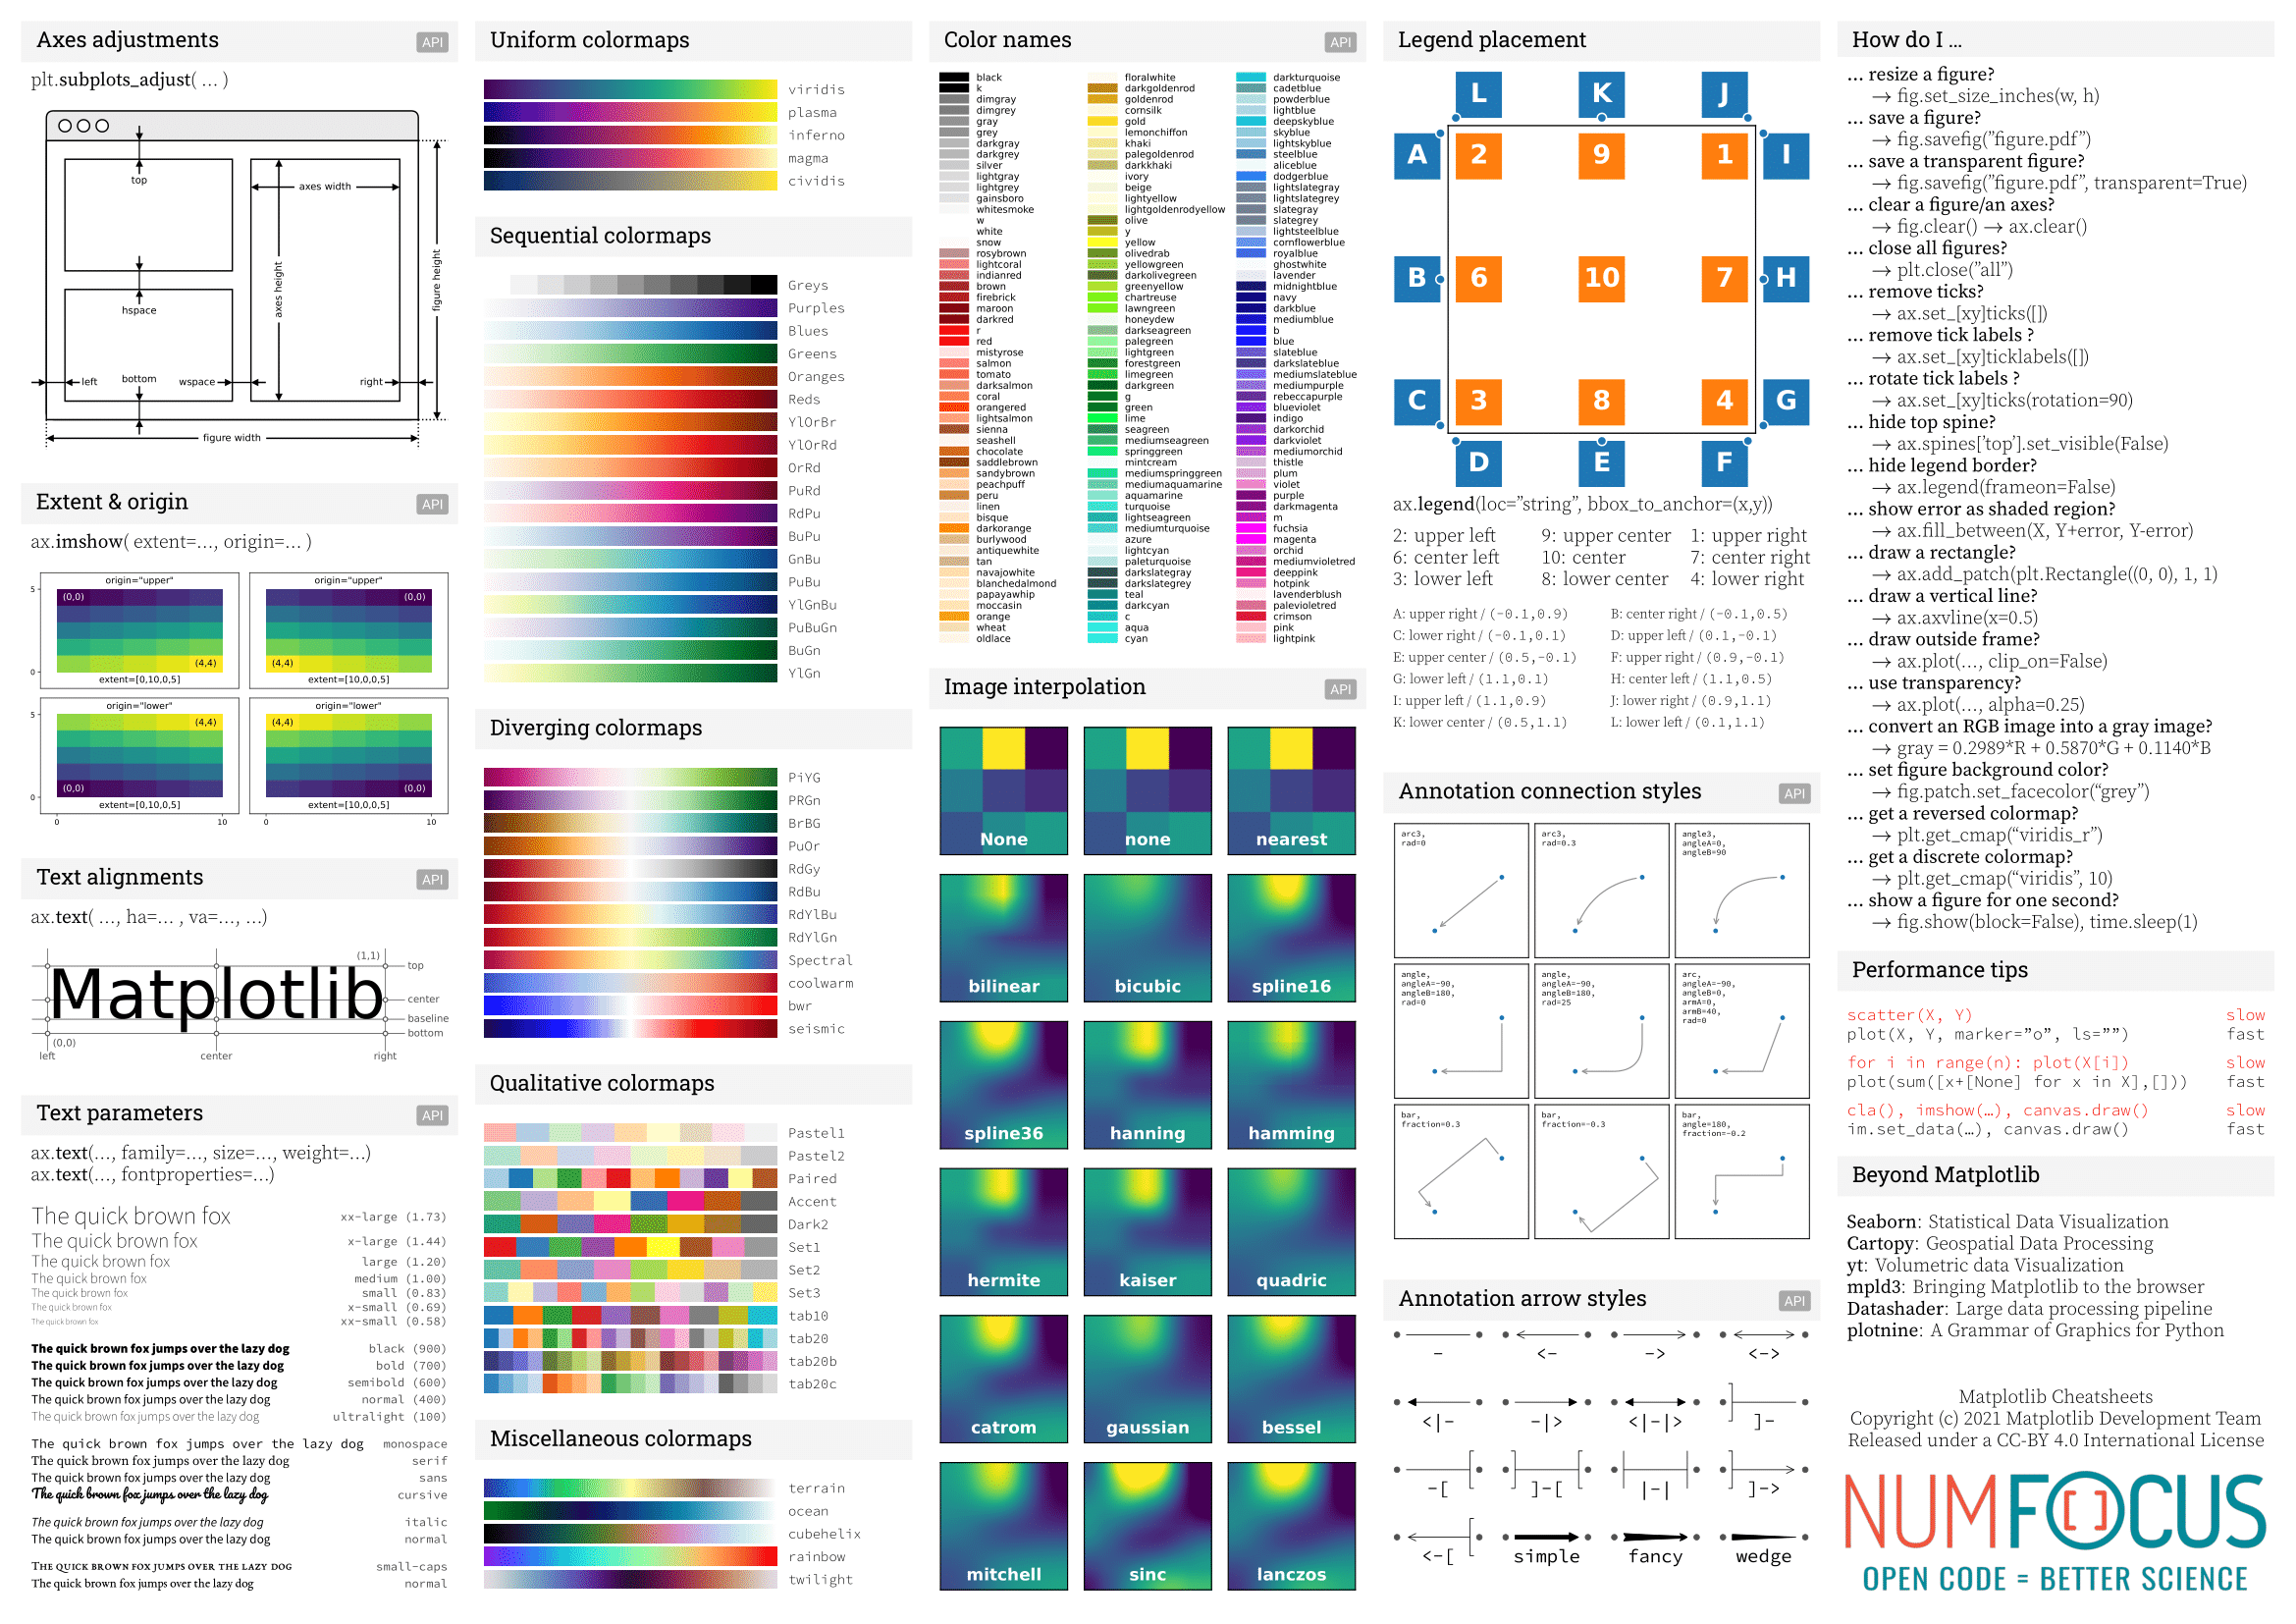 Axes adjustments
API
plt.subplots_adjust( … )
top
axes width
figure height
axes height
hspace
left
bottom
wspace
right
figure width
Extent & origin
API
ax.imshow( extent=…, origin=… )
origin="upper"
origin="upper"
5
(0,0)
(0,0)
(4,4)
(4,4)
0
extent=[0,10,0,5]
extent=[10,0,0,5]
origin="lower"
origin="lower"
5
(4,4)
(4,4)
(0,0)
(0,0)
0
extent=[0,10,0,5]
extent=[10,0,0,5]
0
10
0
10
Text alignments
API
ax.text( …, ha=… , va=…, …)
(1,1)
top
Matplotlib
center
baseline
bottom
(0,0)
left
center
right
Text parameters
API
ax.text(…, family=…, size=…, weight=…)
ax.text(…, fontproperties=…)
The quick brown fox xx-large (1.73)
The quick brown fox x-large (1.44)
The quick brown fox large (1.20)
The quick brown fox medium (1.00)
The quick brown fox small (0.83)
The quick brown fox x-small (0.69)
The quick brown fox xx-small (0.58)
The quick brown fox jumps over the lazy dog black (900)
The quick brown fox jumps over the lazy dog bold (700)
The quick brown fox jumps over the lazy dog semibold (600)
The quick brown fox jumps over the lazy dog normal (400)
The quick brown fox jumps over the lazy dog ultralight (100)
The quick brown fox jumps over the lazy dog monospace
The quick brown fox jumps over the lazy dog serif
The quick brown fox jumps over the lazy dog sans
The quick brown fox jumps over the lazy dog cursive
The quick brown fox jumps over the lazy dog italic
The quick brown fox jumps over the lazy dog normal
The quick brown fox jumps over the lazy dog small-caps
The quick brown fox jumps over the lazy dog normal
Uniform colormaps
viridis
plasma
inferno
magma
cividis
Sequential colormaps
Greys
Purples
Blues
Greens
Oranges
Reds
YlOrBr
YlOrRd
OrRd
PuRd
RdPu
BuPu
GnBu
PuBu
YlGnBu
PuBuGn
BuGn
YlGn
Diverging colormaps
PiYG
PRGn
BrBG
PuOr
RdGy
RdBu
RdYlBu
RdYlGn
Spectral
coolwarm
bwr
seismic
Qualitative colormaps
Pastel1
Pastel2
Paired
Accent
Dark2
Set1
Set2
Set3
tab10
tab20
tab20b
tab20c
Miscellaneous colormaps
terrain
ocean
cubehelix
rainbow
twilight
Color names
API
black
k
dimgray
dimgrey
gray
grey
darkgray
darkgrey
silver
lightgray
lightgrey
gainsboro
whitesmoke
w
white
snow
rosybrown
lightcoral
indianred
brown
firebrick
maroon
darkred
r
red
mistyrose
salmon
tomato
darksalmon
coral
orangered
lightsalmon
sienna
seashell
chocolate
saddlebrown
sandybrown
peachpuff
peru
linen
bisque
darkorange
burlywood
antiquewhite
tan
navajowhite
blanchedalmond
papayawhip
moccasin
orange
wheat
oldlace
floralwhite
darkgoldenrod
goldenrod
cornsilk
gold
lemonchiffon
khaki
palegoldenrod
darkkhaki
ivory
beige
lightyellow
lightgoldenrodyellow
olive
y
yellow
olivedrab
yellowgreen
darkolivegreen
greenyellow
chartreuse
lawngreen
honeydew
darkseagreen
palegreen
lightgreen
forestgreen
limegreen
darkgreen
g
green
lime
seagreen
mediumseagreen
springgreen
mintcream
mediumspringgreen
mediumaquamarine
aquamarine
turquoise
lightseagreen
mediumturquoise
azure
lightcyan
paleturquoise
darkslategray
darkslategrey
teal
darkcyan
c
aqua
cyan
darkturquoise
cadetblue
powderblue
lightblue
deepskyblue
skyblue
lightskyblue
steelblue
aliceblue
dodgerblue
lightslategray
lightslategrey
slategray
slategrey
lightsteelblue
cornflowerblue
royalblue
ghostwhite
lavender
midnightblue
navy
darkblue
mediumblue
b
blue
slateblue
darkslateblue
mediumslateblue
mediumpurple
rebeccapurple
blueviolet
indigo
darkorchid
darkviolet
mediumorchid
thistle
plum
violet
purple
darkmagenta
m
fuchsia
magenta
orchid
mediumvioletred
deeppink
hotpink
lavenderblush
palevioletred
crimson
pink
lightpink
Image interpolation
API
None
none
nearest
bilinear
bicubic
spline16
spline36
hanning
hamming
hermite
kaiser
quadric
catrom
gaussian
bessel
mitchell
sinc
lanczos
Legend placement
L K J
A 2 9 1 I
B 6 10 7 H
C 3 8 4 G
D E F
ax.legend(loc="string", bbox_to_anchor=(x,y))
2: upper left 9: upper center 1: upper right
6: center left 10: center 7: center right
3: lower left 8: lower center 4: lower right
A: upper right / (-0.1,0.9) B: center right / (-0.1,0.5)
C: lower right / (-0.1,0.1) D: upper left / (0.1,-0.1)
E: upper center / (0.5,-0.1) F: upper right / (0.9,-0.1)
G: lower left / (1.1,0.1) H: center left / (1.1,0.5)
I: upper left / (1.1,0.9) J: lower right / (0.9,1.1)
K: lower center / (0.5,1.1) L: lower left / (0.1,1.1)
Annotation connection styles
API
arc3,
rad=0
arc3,
rad=0.3
angle3,
angleA=0,
angleB=90
angle,
angleA=-90,
angleB=180,
rad=0
angle,
angleA=-90,
angleB=180,
rad=25
arc,
angleA=-90,
angleB=0,
armA=0,
armB=40,
rad=0
bar,
fraction=0.3
bar,
fraction=-0.3
bar,
angle=180,
fraction=-0.2
Annotation arrow styles
API
- <- -> <->
<|- -|> <|-|> ]-
-[ ]-[ |-| ]->
<-[ simple fancy wedge
How do I …
… resize a figure?
→ fig.set_size_inches(w, h)
… save a figure?
→ fig.savefig("figure.pdf")
… save a transparent figure?
→ fig.savefig("figure.pdf", transparent=True)
… clear a figure/an axes?
→ fig.clear() → ax.clear()
… close all figures?
→ plt.close("all")
… remove ticks?
→ ax.set_[xy]ticks([])
… remove tick labels ?
→ ax.set_[xy]ticklabels([])
… rotate tick labels ?
→ ax.set_[xy]ticks(rotation=90)
… hide top spine?
→ ax.spines['top'].set_visible(False)
… hide legend border?
→ ax.legend(frameon=False)
… show error as shaded region?
→ ax.fill_between(X, Y+error, Y-error)
… draw a rectangle?
→ ax.add_patch(plt.Rectangle((0, 0), 1, 1)
… draw a vertical line?
→ ax.axvline(x=0.5)
… draw outside frame?
→ ax.plot(…, clip_on=False)
… use transparency?
→ ax.plot(…, alpha=0.25)
… convert an RGB image into a gray image?
→ gray = 0.2989*R + 0.5870*G + 0.1140*B
… set figure background color?
→ fig.patch.set_facecolor(“grey”)
… get a reversed colormap?
→ plt.get_cmap(“viridis_r”)
… get a discrete colormap?
→ plt.get_cmap(“viridis”, 10)
… show a figure for one second?
→ fig.show(block=False), time.sleep(1)
Performance tips
scatter(X, Y) slow
plot(X, Y, marker="o", ls="") fast
for i in range(n): plot(X[i]) slow
plot(sum([x+[None] for x in X],[])) fast
cla(), imshow(…), canvas.draw() slow
im.set_data(…), canvas.draw() fast
Beyond Matplotlib
Seaborn: Statistical Data Visualization
Cartopy: Geospatial Data Processing
yt: Volumetric data Visualization
mpld3: Bringing Matplotlib to the browser
Datashader: Large data processing pipeline
plotnine: A Grammar of Graphics for Python
Matplotlib Cheatsheets
Copyright (c) 2021 Matplotlib Development Team
Released under a CC-BY 4.0 International License
NUMFOCUS
OPEN CODE = BETTER SCIENCE